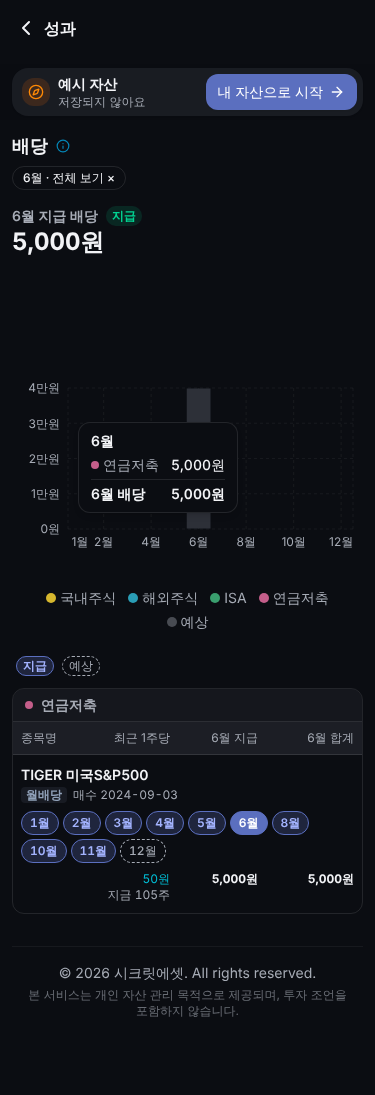 성과
예시 자산
저장되지 않아요
내 자산으로 시작 →
배당
6월 · 전체 보기 ×
6월 지급 배당 지급
5,000원
4만원
3만원
2만원
1만원
0원
6월
연금저축 5,000원
6월 배당 5,000원
1월 2월 4월 6월 8월 10월 12월
국내주식 해외주식 ISA 연금저축
예상
지급 예상
연금저축
종목명 최근 1주당 6월 지급 6월 합계
TIGER 미국S&P500
월배당 매수 2024-09-03
1월 2월 3월 4월 5월 6월 8월
10월 11월 12월
50원 5,000원 5,000원
지금 105주
© 2026 시크릿에셋. All rights reserved.
본 서비스는 개인 자산 관리 목적으로 제공되며, 투자 조언을
포함하지 않습니다.